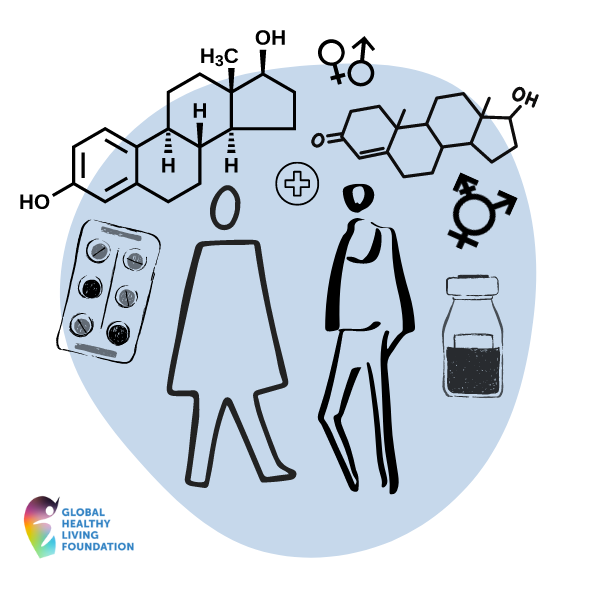 OH
H₃C
H
H
H
HO
OH
O
GLOBAL
HEALTHY
LIVING
FOUNDATION